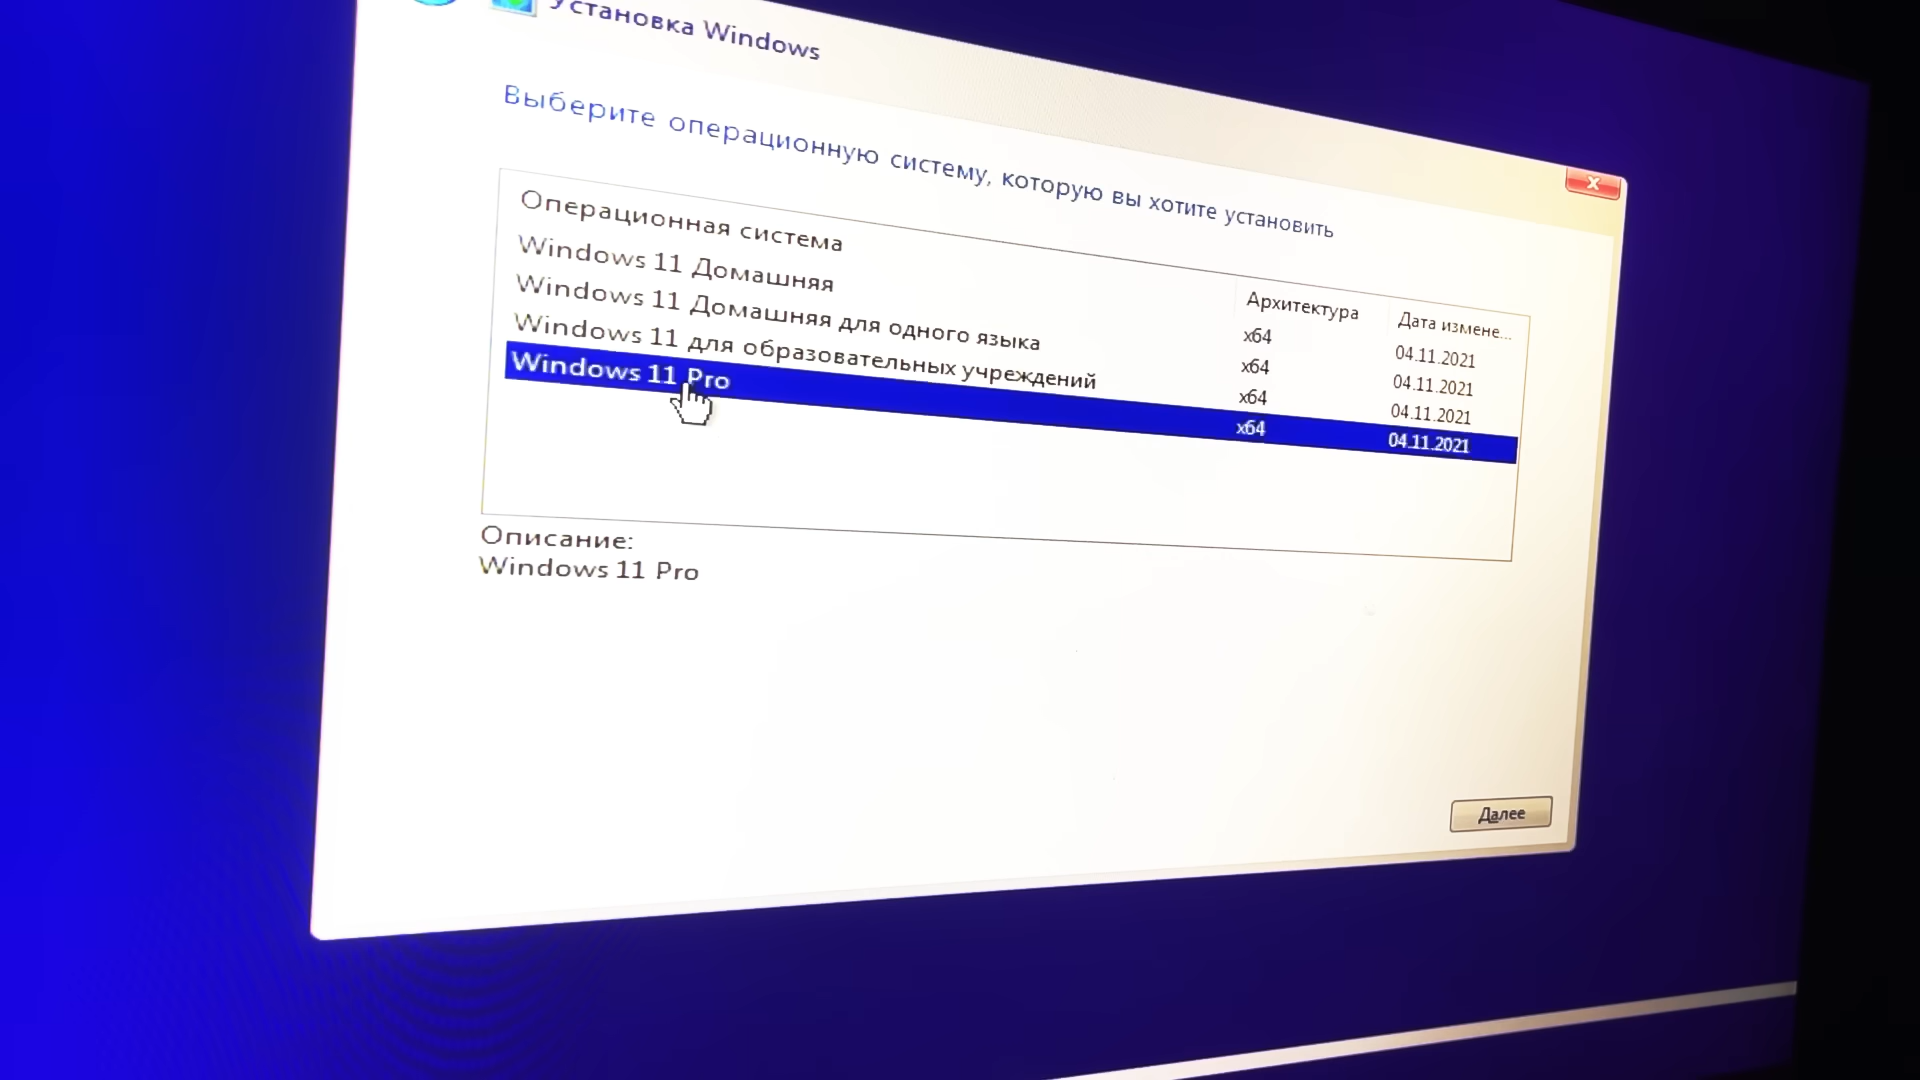 Установка Windows
Выберите операционную систему, которую вы хотите установить
Операционная система Архитектура Дата измене...
Windows 11 Домашняя x64 04.11.2021
Windows 11 Домашняя для одного языка x64 04.11.2021
Windows 11 для образовательных учреждений x64 04.11.2021
Windows 11 Pro x64 04.11.2021
Описание:
Windows 11 Pro
Далее